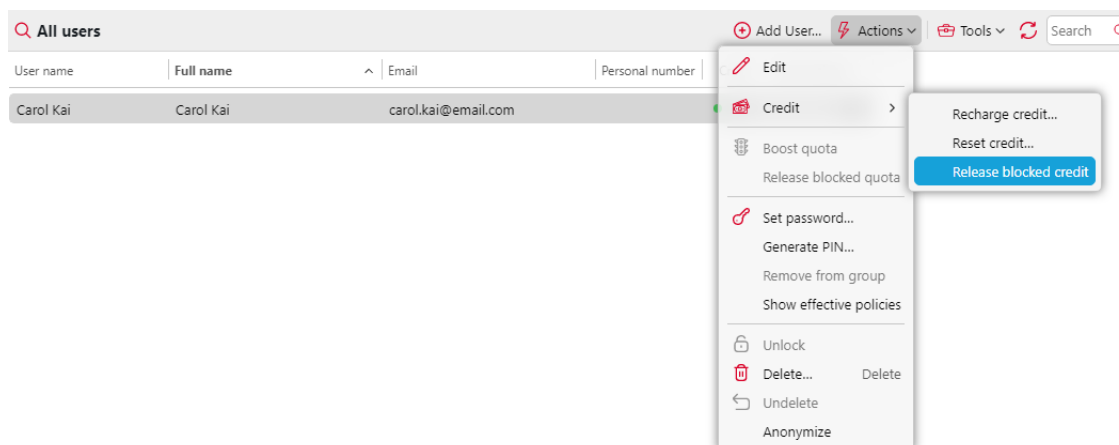 All users
Add User... Actions Tools Search
User name Full name Email Personal number
Carol Kai Carol Kai carol.kai@email.com
Edit
Credit
Recharge credit...
Reset credit...
Release blocked credit
Boost quota
Release blocked quota
Set password...
Generate PIN...
Remove from group
Show effective policies
Unlock
Delete... Delete
Undelete
Anonymize